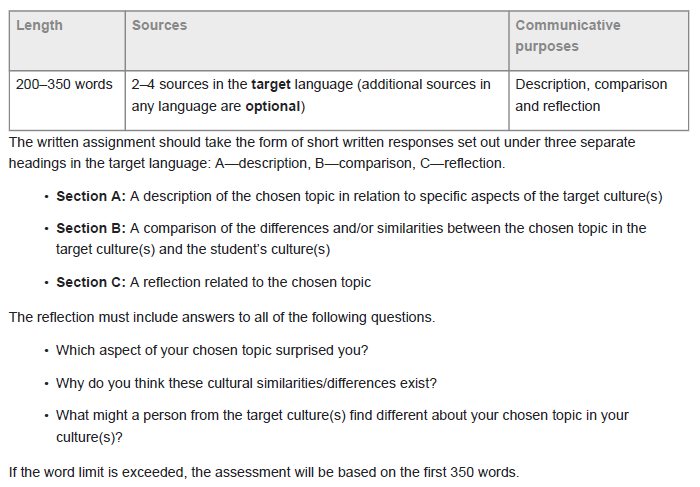 Length Sources Communicative
purposes
200–350 words 2–4 sources in the target language (additional sources in Description, comparison
any language are optional) and reflection
The written assignment should take the form of short written responses set out under three separate
headings in the target language: A—description, B—comparison, C—reflection.
• Section A: A description of the chosen topic in relation to specific aspects of the target culture(s)
• Section B: A comparison of the differences and/or similarities between the chosen topic in the
target culture(s) and the student's culture(s)
• Section C: A reflection related to the chosen topic
The reflection must include answers to all of the following questions.
• Which aspect of your chosen topic surprised you?
• Why do you think these cultural similarities/differences exist?
• What might a person from the target culture(s) find different about your chosen topic in your
culture(s)?
If the word limit is exceeded, the assessment will be based on the first 350 words.